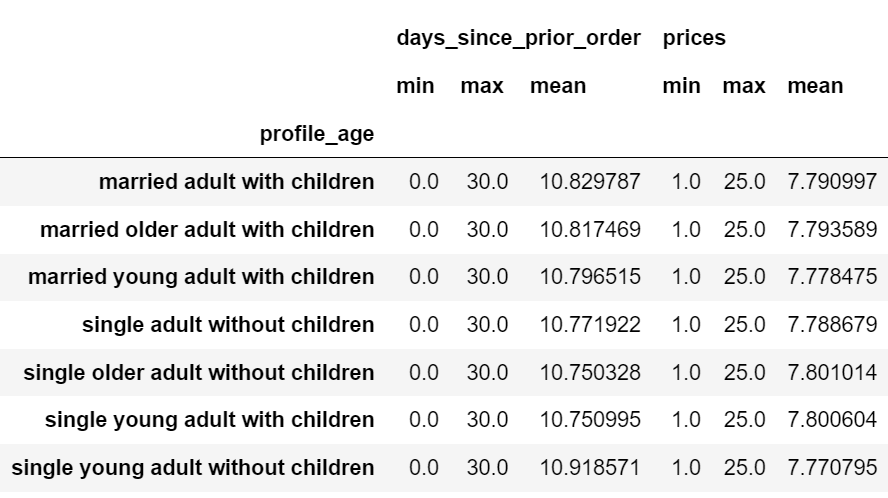 days_since_prior_order prices
min max mean min max mean
profile_age
married adult with children 0.0 30.0 10.829787 1.0 25.0 7.790997
married older adult with children 0.0 30.0 10.817469 1.0 25.0 7.793589
married young adult with children 0.0 30.0 10.796515 1.0 25.0 7.778475
single adult without children 0.0 30.0 10.771922 1.0 25.0 7.788679
single older adult without children 0.0 30.0 10.750328 1.0 25.0 7.801014
single young adult with children 0.0 30.0 10.750995 1.0 25.0 7.800604
single young adult without children 0.0 30.0 10.918571 1.0 25.0 7.770795